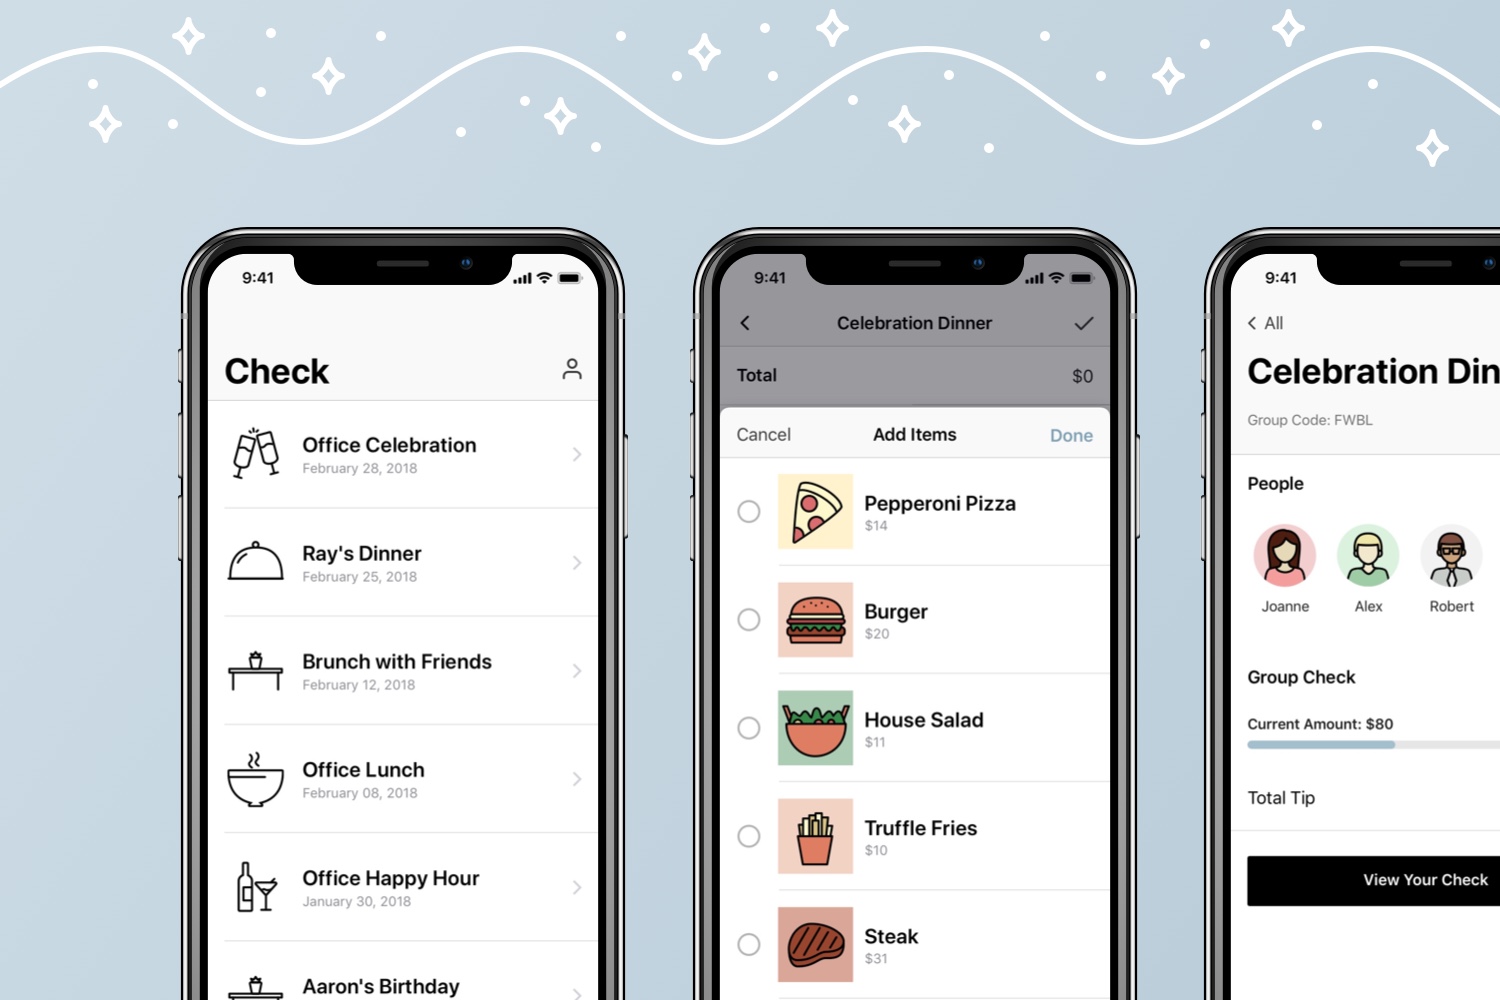 9:41
Check
Office Celebration
February 28, 2018
Ray's Dinner
February 25, 2018
Brunch with Friends
February 12, 2018
Office Lunch
February 08, 2018
Office Happy Hour
January 30, 2018
Aaron's Birthday
9:41
Celebration Dinner
Total $0
Cancel Add Items Done
Pepperoni Pizza
$14
Burger
$20
House Salad
$11
Truffle Fries
$10
Steak
$31
9:41
All
Celebration Din
Group Code: FWBL
People
Joanne Alex Robert
Group Check
Current Amount: $80
Total Tip
View Your Check